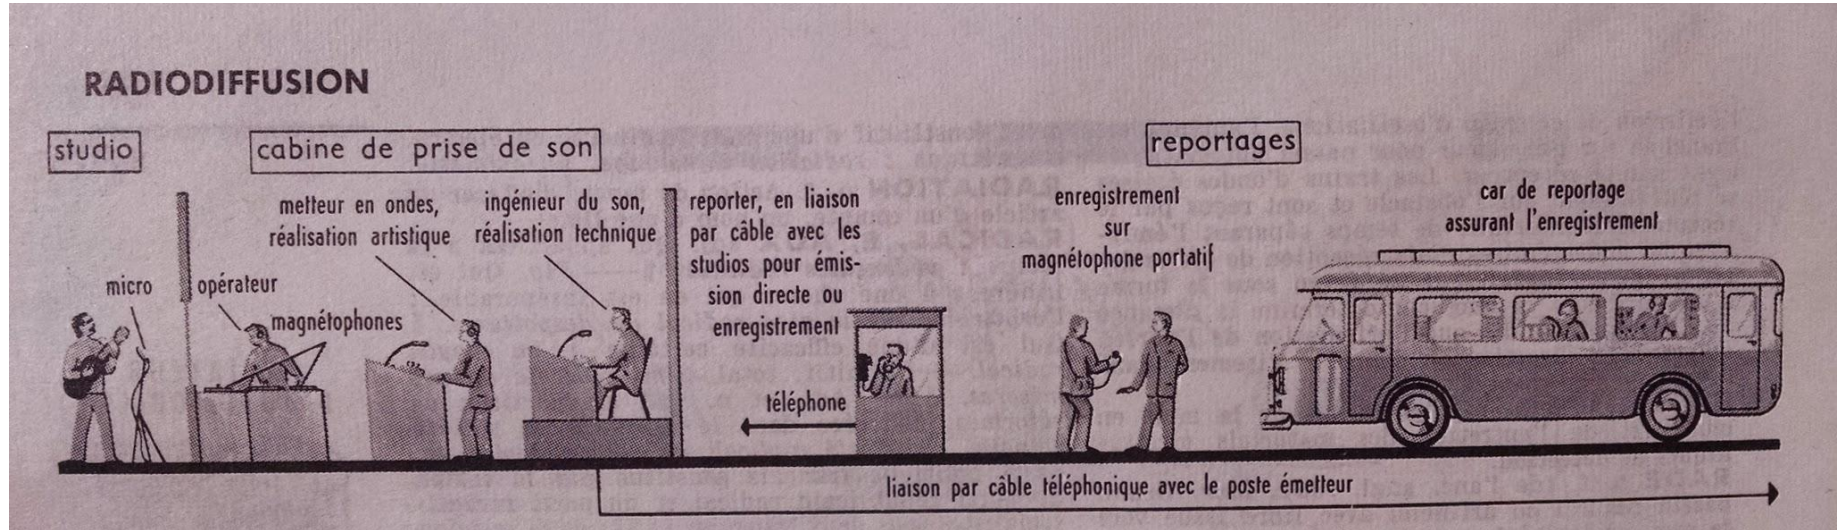 RADIODIFFUSION
studio
cabine de prise de son
reportages
micro
opérateur
magnétophones
metteur en ondes,
réalisation artistique
ingénieur du son,
réalisation technique
reporter, en liaison
par câble avec les
studios pour émis-
sion directe ou
enregistrement
téléphone
enregistrement
sur
magnétophone portatif
car de reportage
assurant l'enregistrement
liaison par câble téléphonique avec le poste émetteur